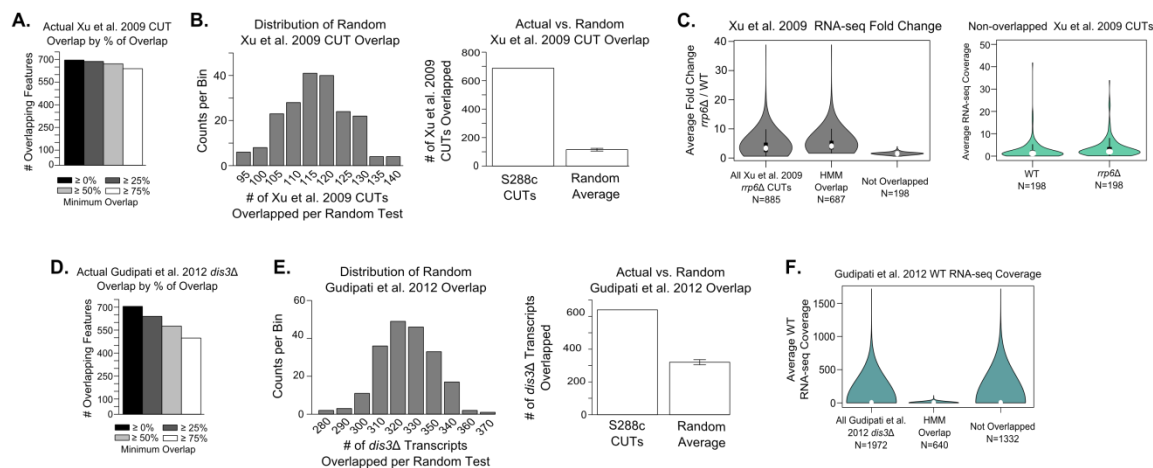 A.
Actual Xu et al. 2009 CUT
Overlap by % of Overlap
# Overlapping Features
700
500
300
100
0
≥ 0% ≥ 25%
≥ 50% ≥ 75%
Minimum Overlap
B.
Distribution of Random
Xu et al. 2009 CUT Overlap
Counts per Bin
40
20
0
95 100 105 110 115 120 125 130 135 140
# of Xu et al. 2009 CUTs
Overlapped per Random Test
Actual vs. Random
Xu et al. 2009 CUT Overlap
# of Xu et al. 2009
CUTs Overlapped
600
400
200
0
S288c
CUTs
Random
Average
C.
Xu et al. 2009 RNA-seq Fold Change
Average Fold Change
rrp6Δ / WT
40
30
20
10
0
All Xu et al. 2009
rrp6Δ CUTs
N=885
HMM
Overlap
N=687
Not Overlapped
N=198
Non-overlapped Xu et al. 2009 CUTs
Average RNA-seq Coverage
50
40
30
20
10
0
WT
N=198
rrp6Δ
N=198
D.
Actual Gudipati et al. 2012 dis3Δ
Overlap by % of Overlap
# Overlapping Features
700
500
300
100
0
≥ 0% ≥ 25%
≥ 50% ≥ 75%
Minimum Overlap
E.
Distribution of Random
Gudipati et al. 2012 Overlap
Counts per Bin
60
40
20
0
280 290 300 310 320 330 350 340 360 370
# of dis3Δ Transcripts
Overlapped per Random Test
Actual vs. Random
Gudipati et al. 2012 Overlap
# of dis3Δ Transcripts
Overlapped
600
400
200
0
S288c
CUTs
Random
Average
F.
Gudipati et al. 2012 WT RNA-seq Coverage
Average WT
RNA-seq Coverage
1500
1000
500
0
All Gudipati et al.
2012 dis3Δ
N=1972
HMM
Overlap
N=640
Not Overlapped
N=1332